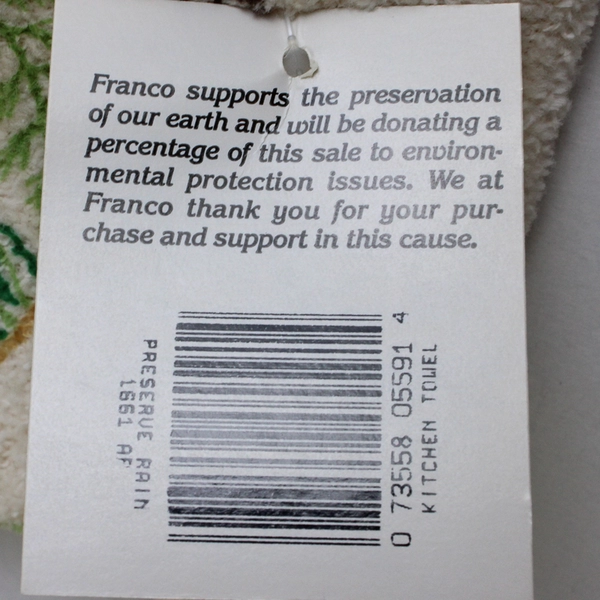 Franco supports the preservation
of our earth and will be donating a
percentage of this sale to environ-
mental protection issues. We at
Franco thank you for your pur-
chase and support in this cause.
PRESERVE RAIN
1661 AF
0 73558 05591 4
KITCHEN TOWEL